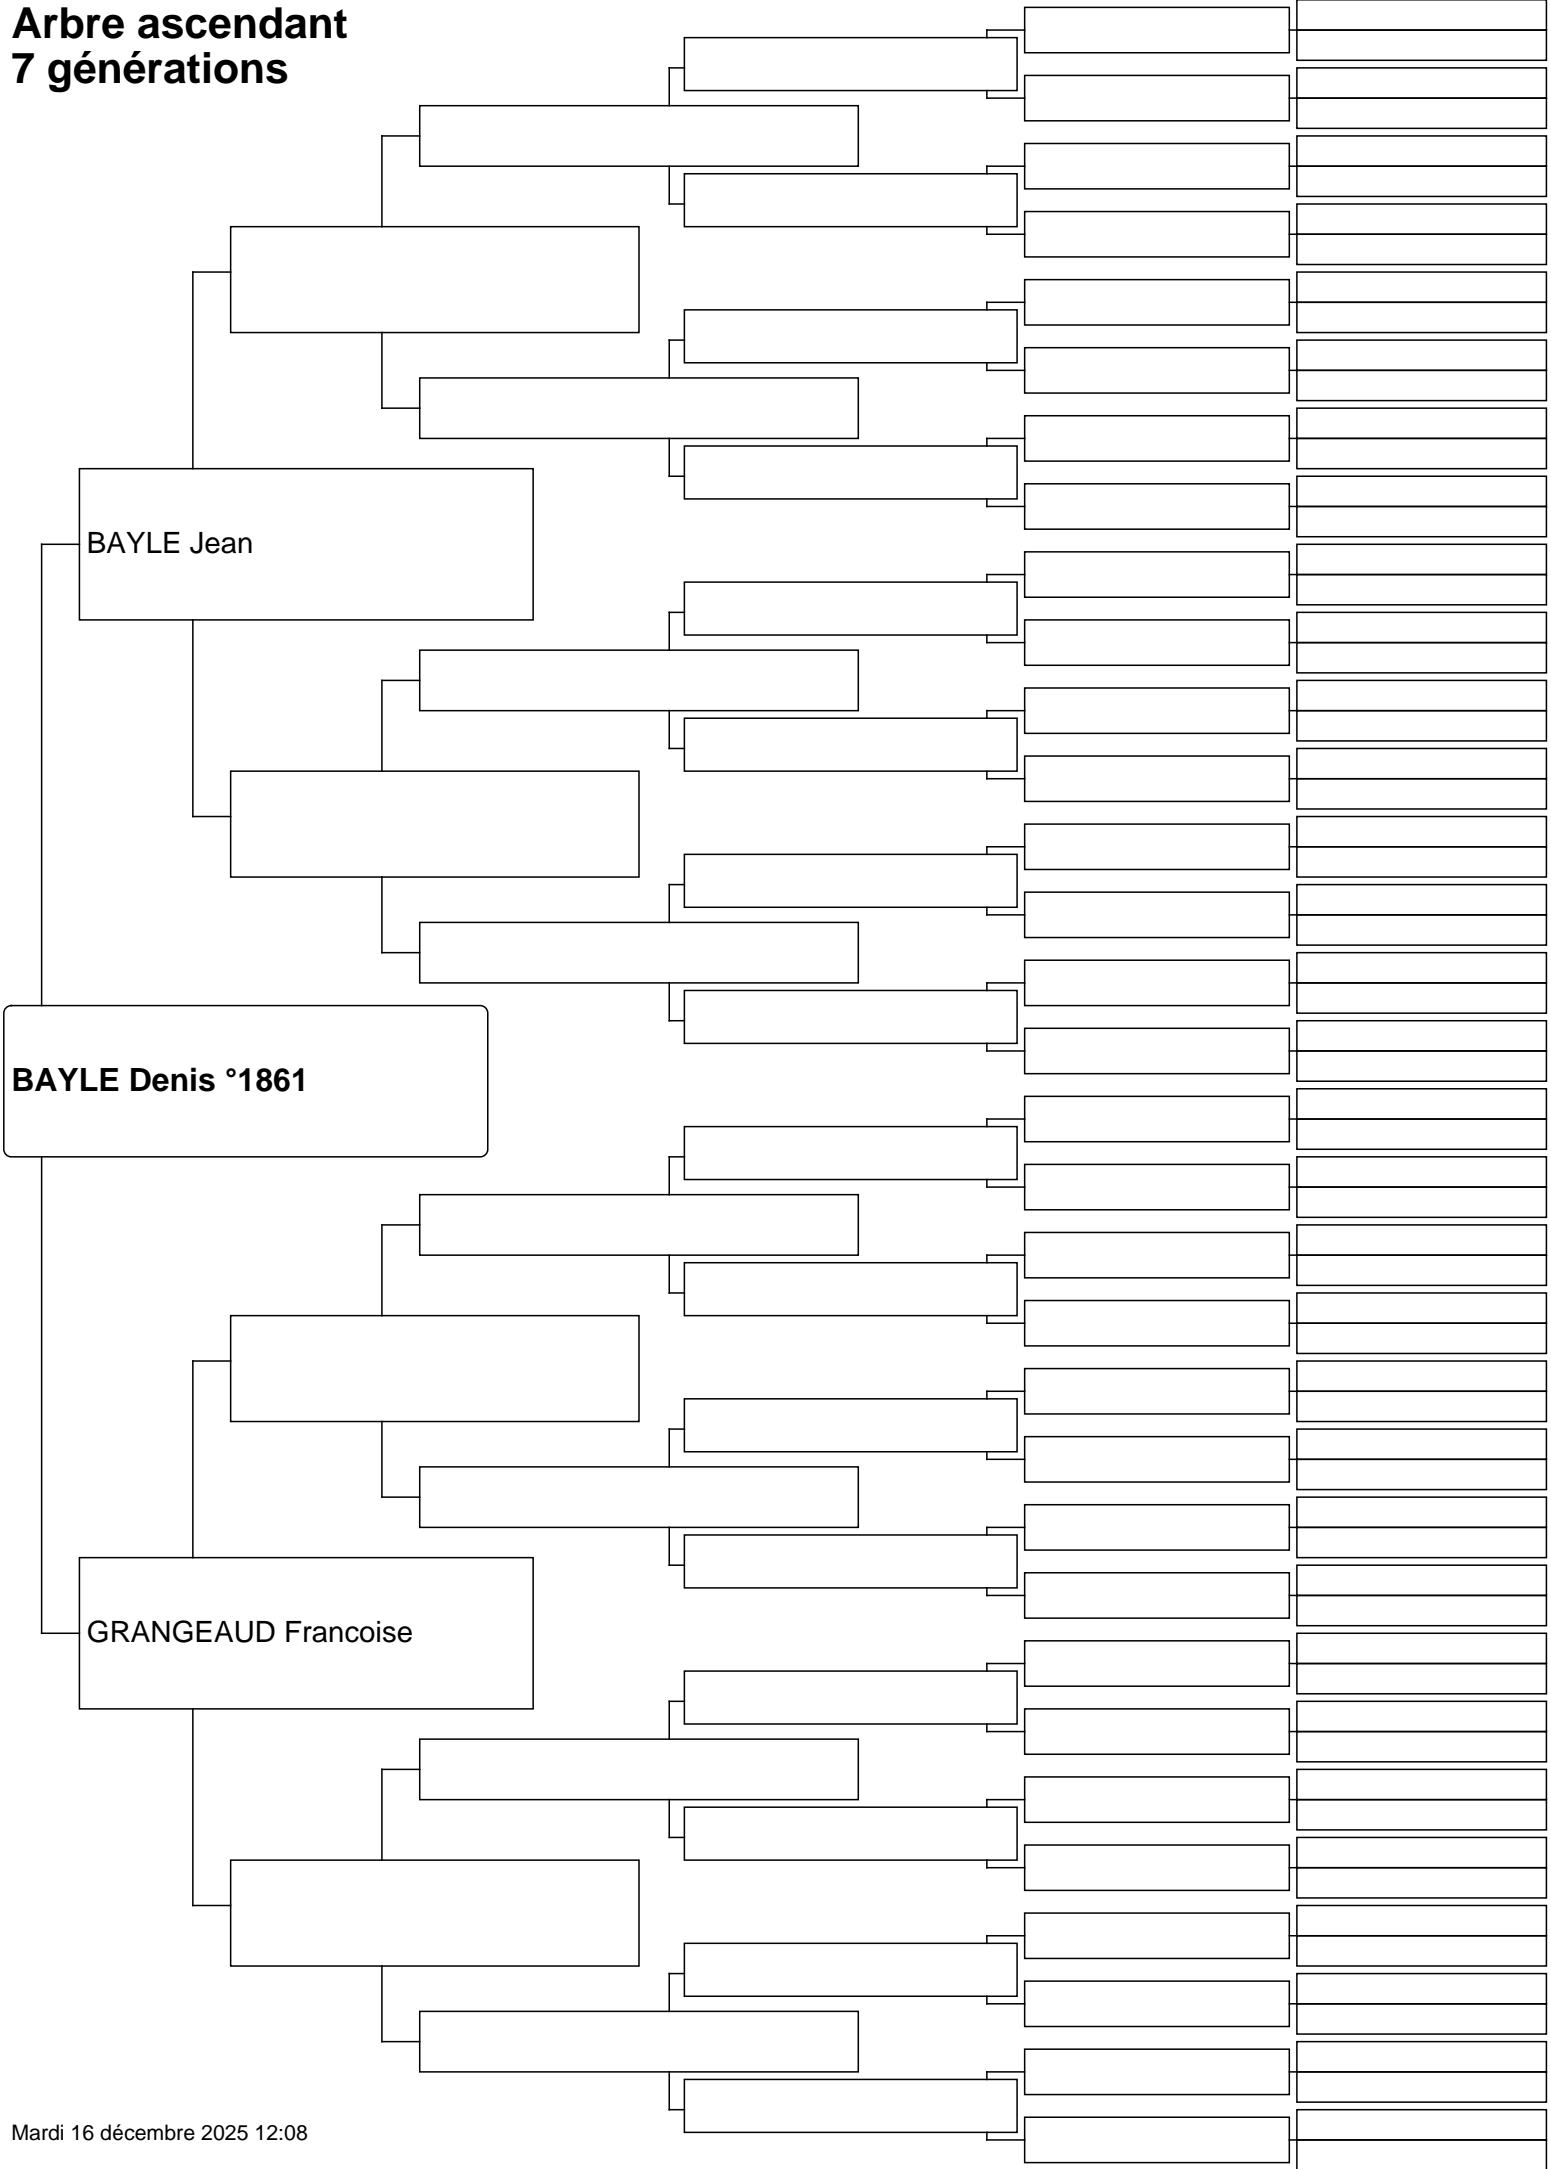 Arbre ascendant
7 générations
BAYLE Jean
BAYLE Denis °1861
GRANGEAUD Francoise
Mardi 16 décembre 2025 12:08